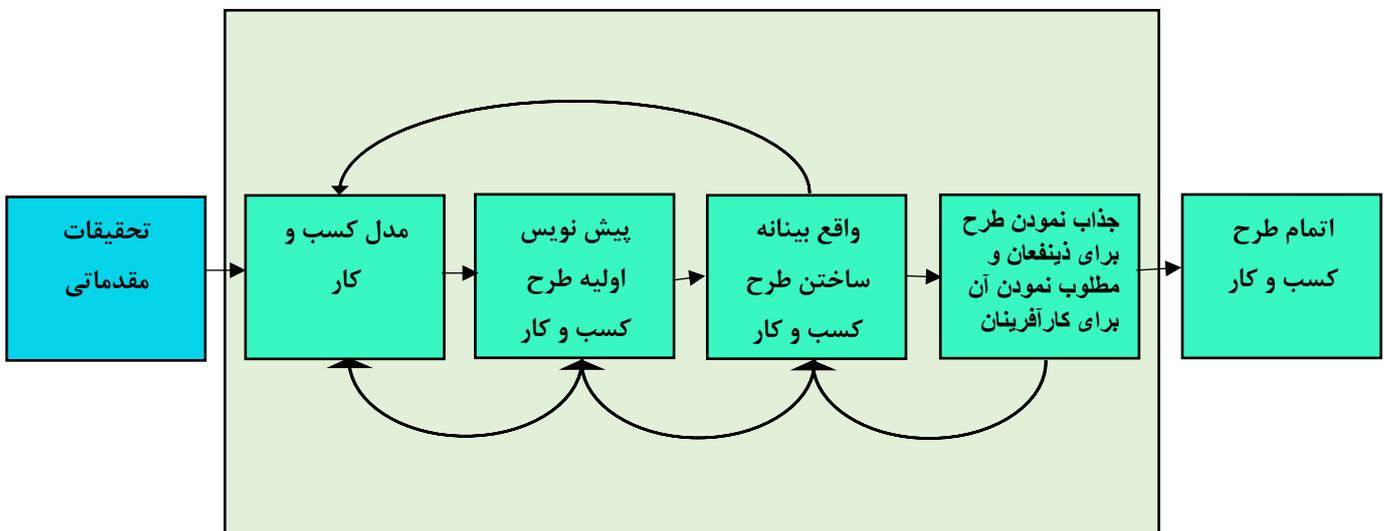 تحقیقات
مقدماتی
مدل کسب و
کار
پیش نویس
اولیه طرح
کسب و کار
واقع بینانه
ساختن طرح
کسب و کار
جذاب نمودن طرح
برای ذینفعان و
مطلوب نمودن آن
برای کارآفرینان
اتمام طرح
کسب و کار